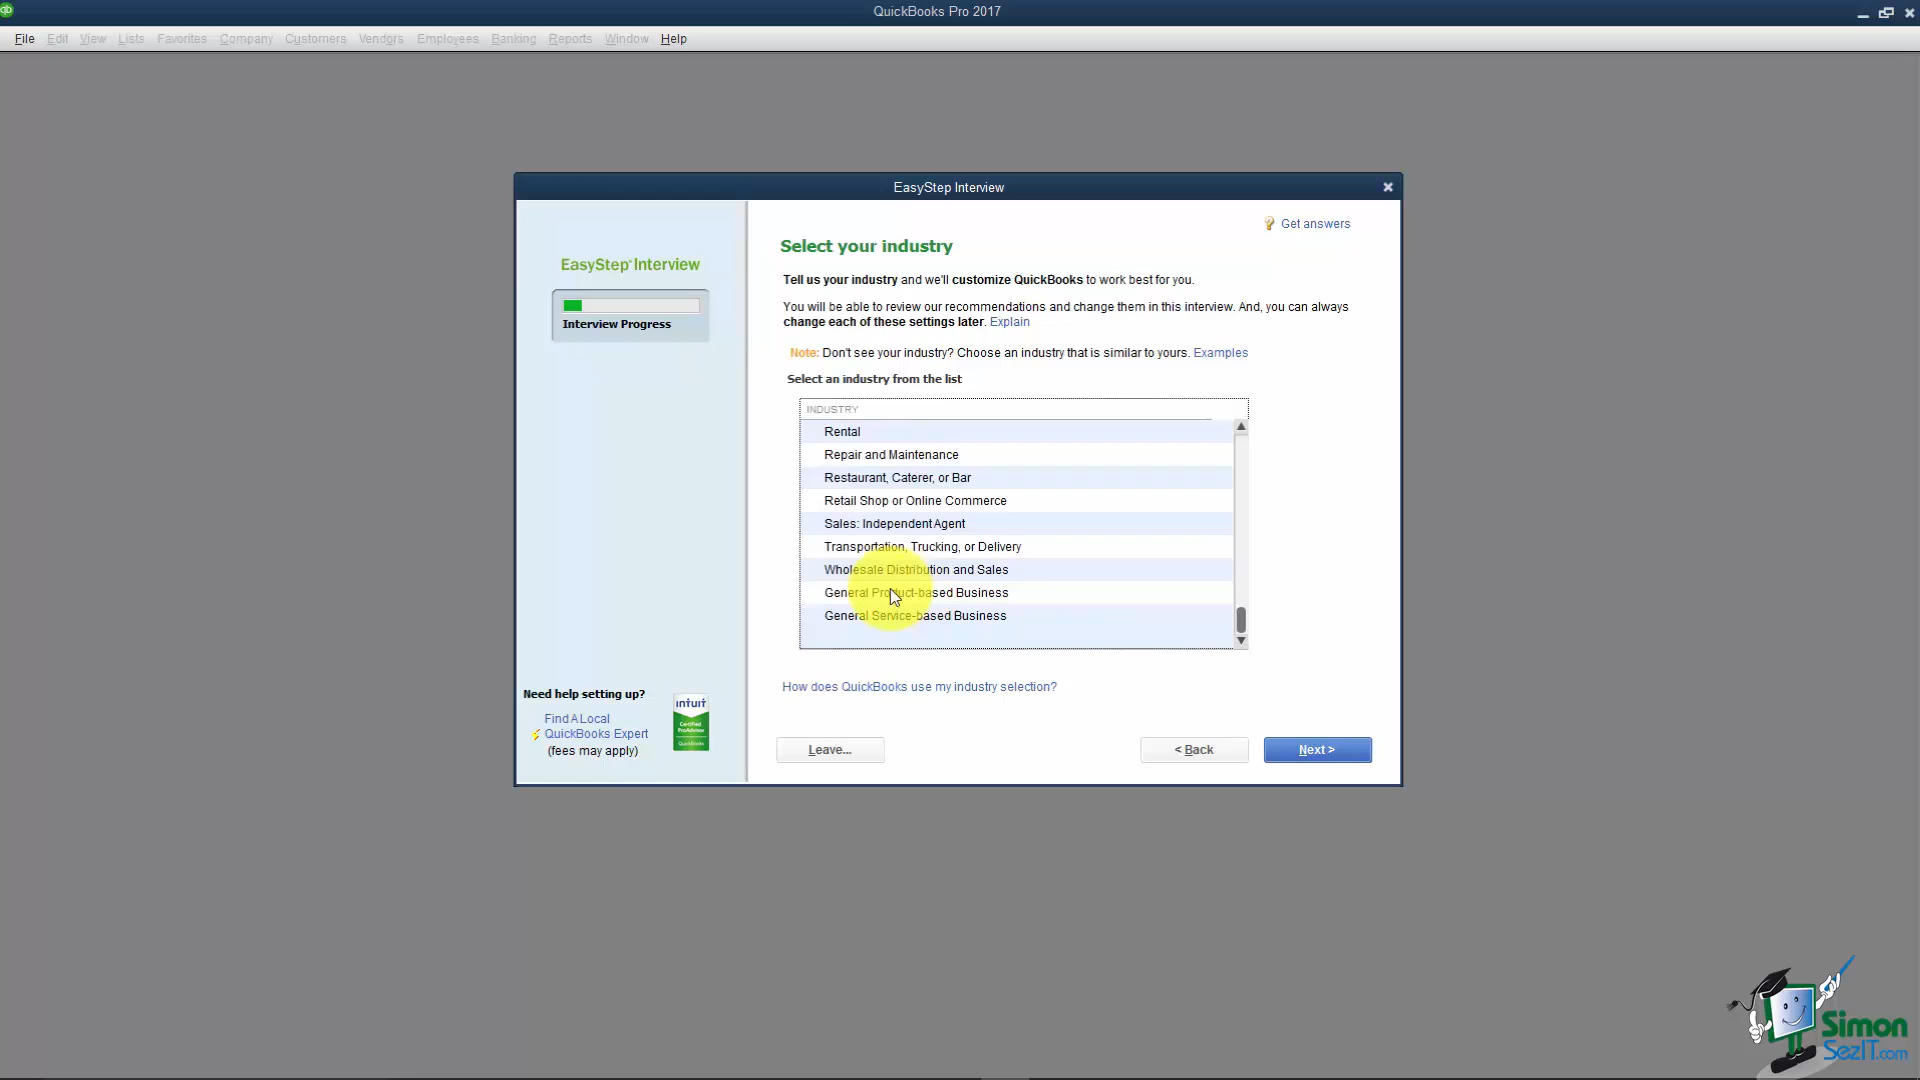 QuickBooks Pro 2017
File Edit View Lists Favorites Company Customers Vendors Employees Banking Reports Window Help
EasyStep Interview
Get answers
Select your industry
EasyStep Interview
Tell us your industry and we'll customize QuickBooks to work best for you.
You will be able to review our recommendations and change them in this interview. And, you can always
change each of these settings later. Explain
Interview Progress
Note: Don't see your industry? Choose an industry that is similar to yours. Examples
Select an industry from the list
INDUSTRY
Rental
Repair and Maintenance
Restaurant, Caterer, or Bar
Retail Shop or Online Commerce
Sales: Independent Agent
Transportation, Trucking, or Delivery
Wholesale Distribution and Sales
General Product-based Business
General Service-based Business
How does QuickBooks use my industry selection?
Need help setting up?
Find A Local
QuickBooks Expert
(fees may apply)
intuit
Certified
ProAdvisor
QuickBooks
Leave...
< Back
Next >
Simon
SezIT.com